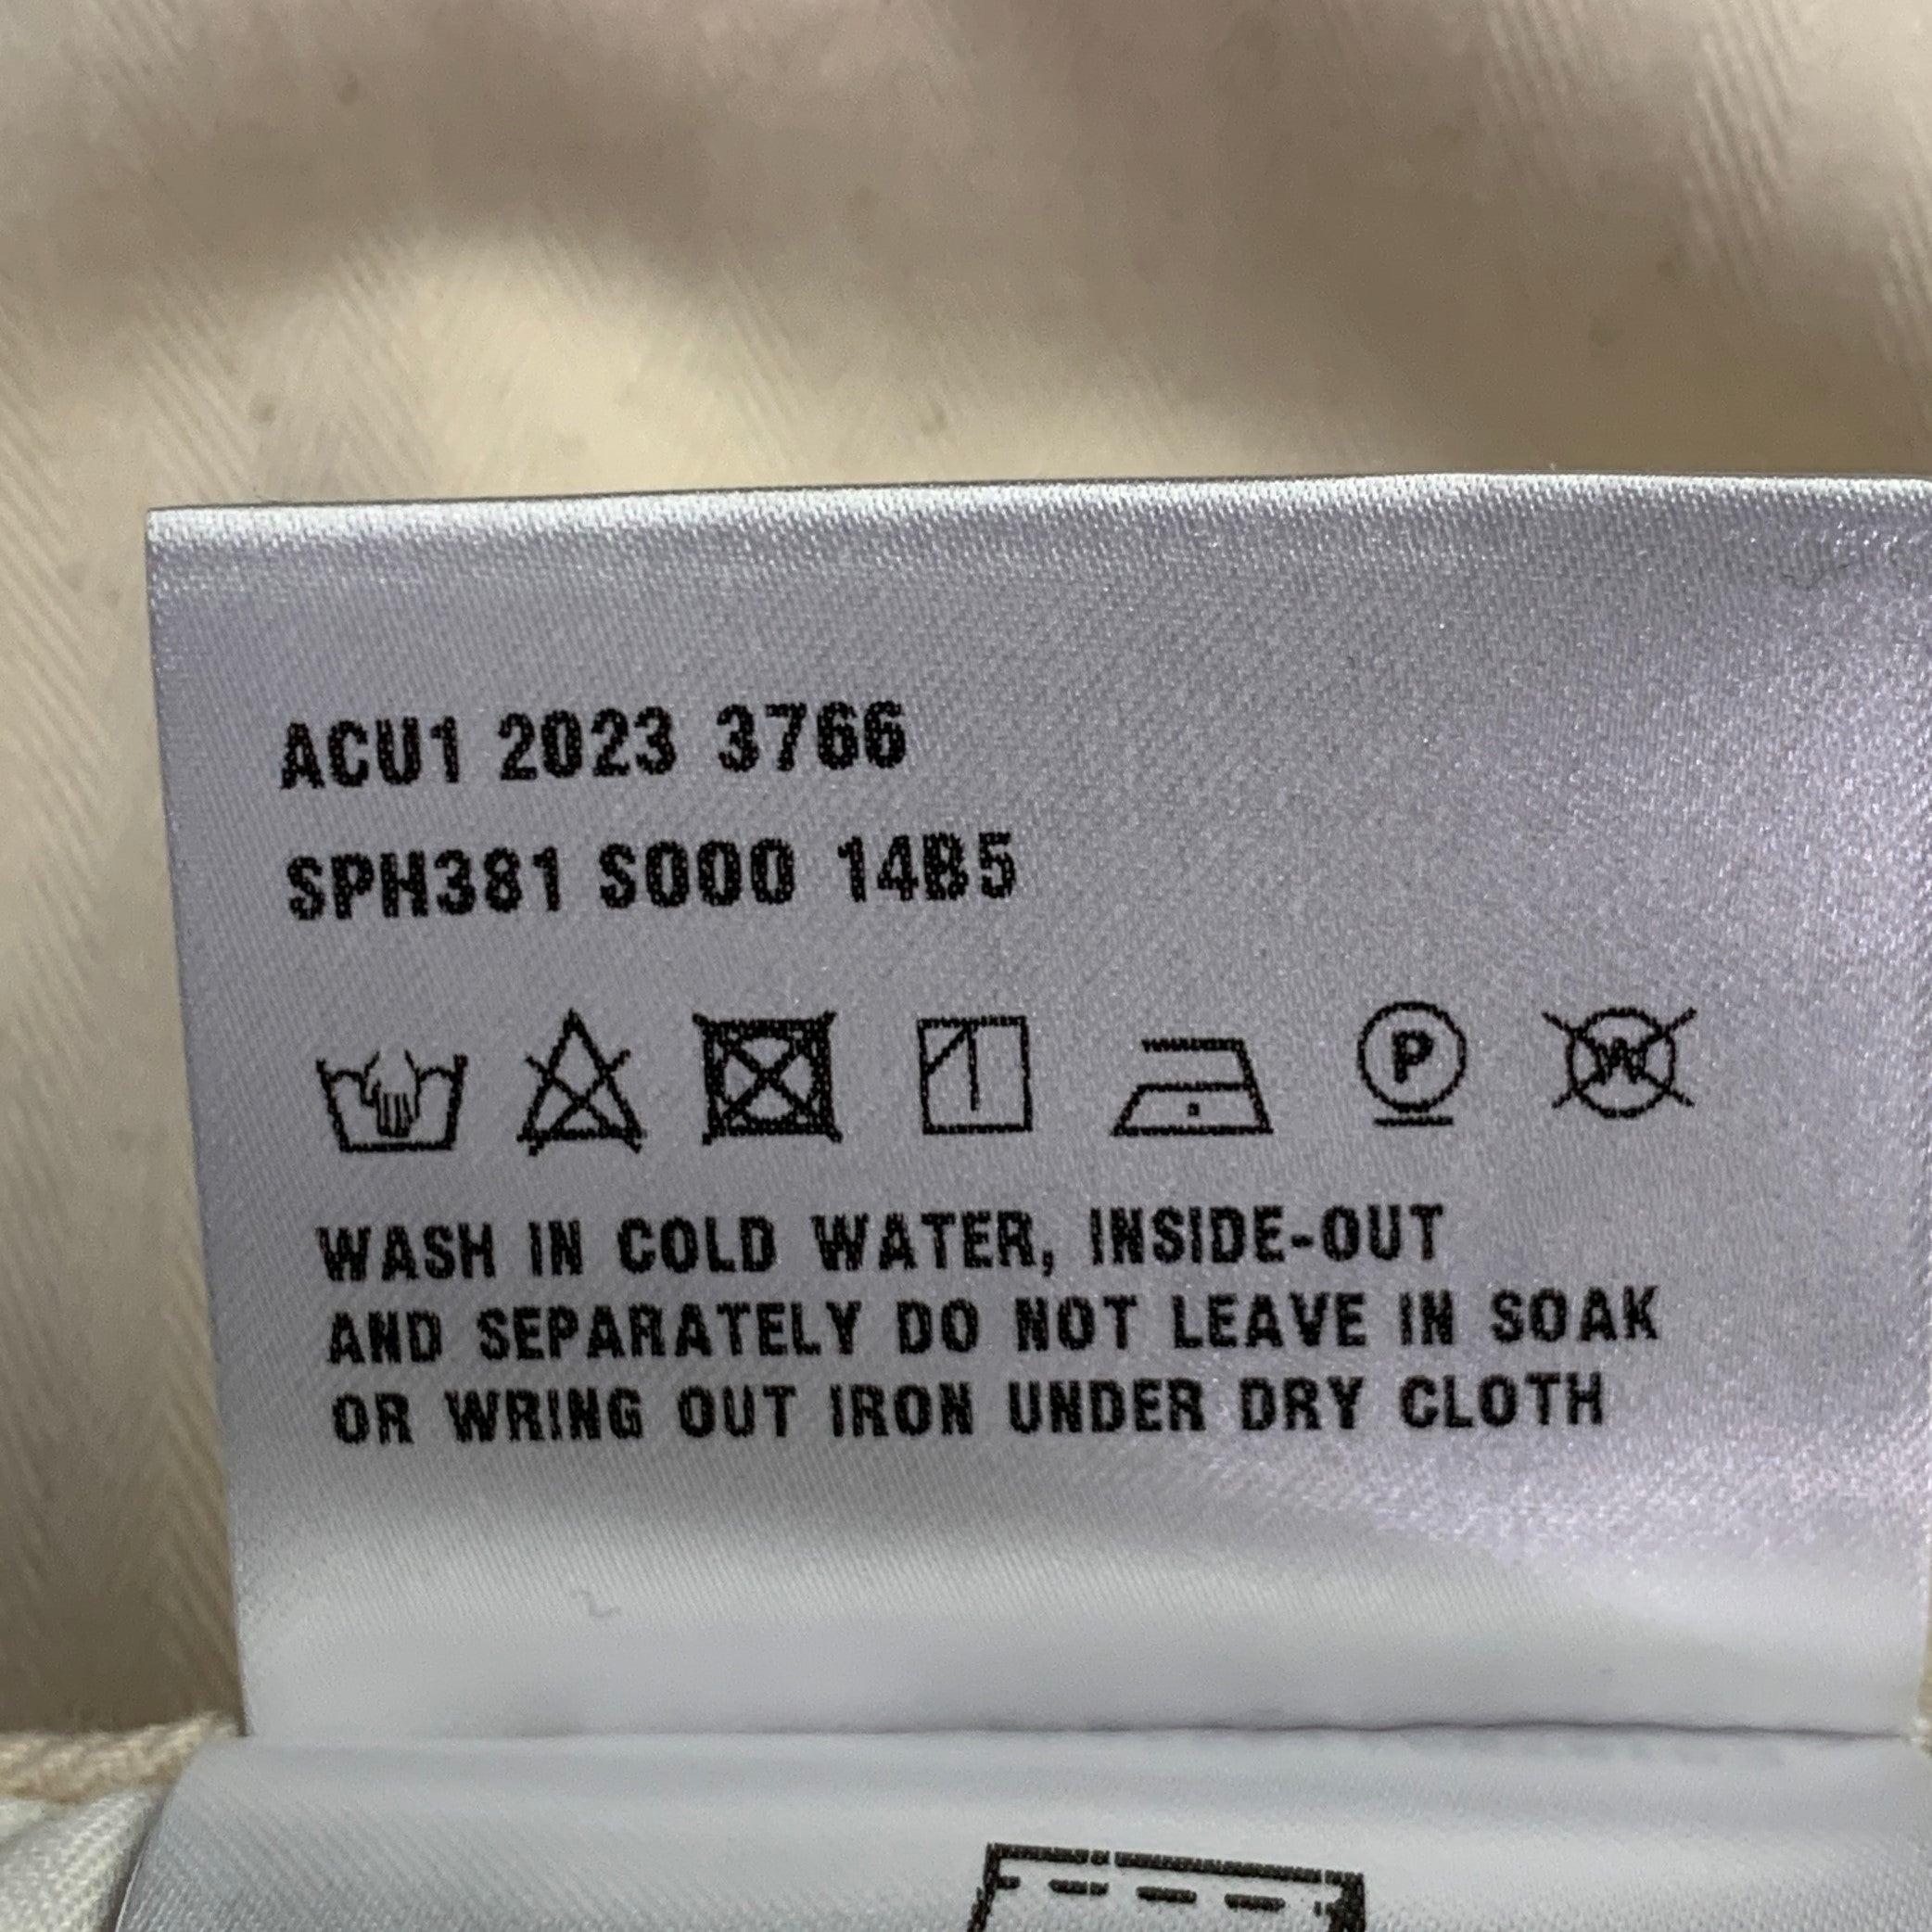 ACU1 2023 3766
SPH381 S000 14B5
P W
WASH IN COLD WATER, INSIDE-OUT
AND SEPARATELY DO NOT LEAVE IN SOAK
OR WRING OUT IRON UNDER DRY CLOTH